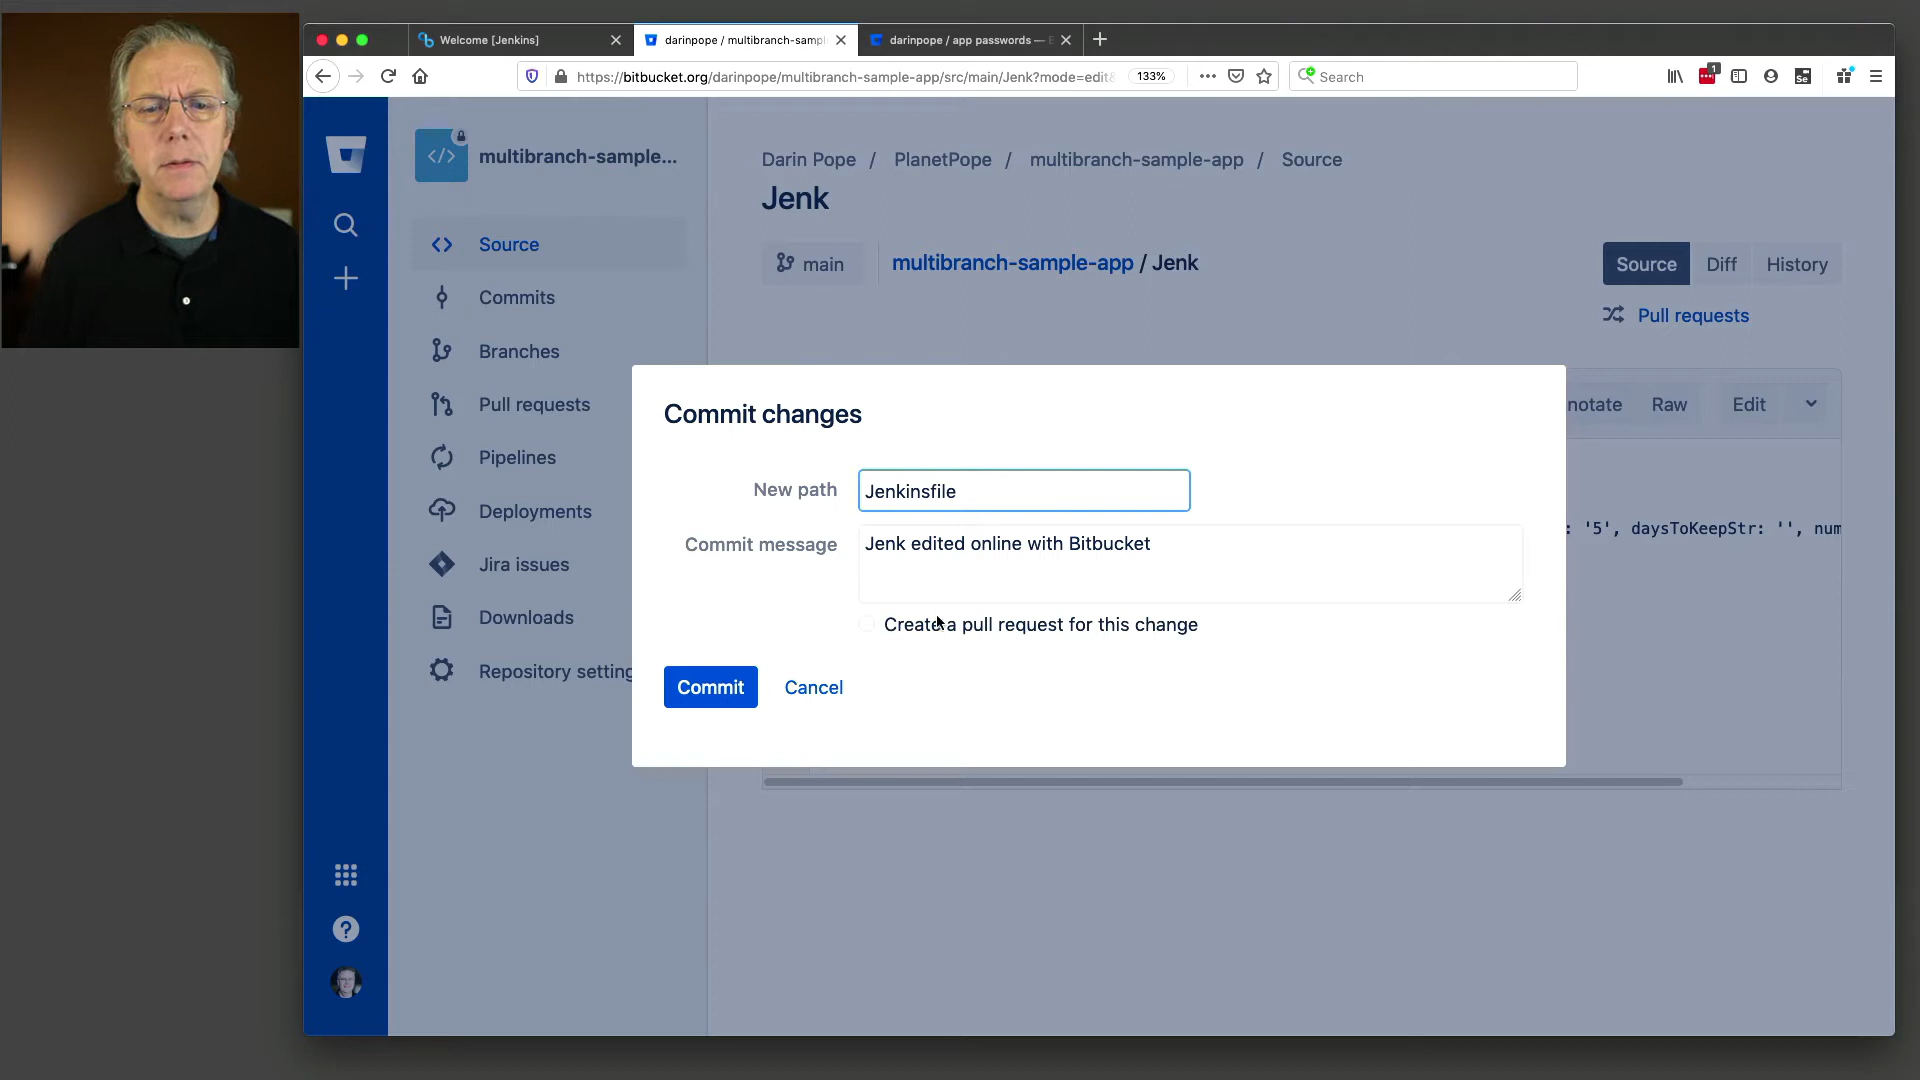 Welcome [Jenkins]
darinpope / multibranch-sampl
darinpope / app passwords — B
https://bitbucket.org/darinpope/multibranch-sample-app/src/main/Jenk?mode=edit&
133%
Search
1
Se
multibranch-sample...
Source
Commits
Branches
Pull requests
Pipelines
Deployments
Jira issues
Downloads
Repository setting
Darin Pope / PlanetPope / multibranch-sample-app / Source
Jenk
main
multibranch-sample-app / Jenk
Source Diff History
Pull requests
notate Raw Edit
: '5', daysToKeepStr: '', num
Commit changes
New path
Jenkinsfile
Commit message
Jenk edited online with Bitbucket
Create a pull request for this change
Commit Cancel